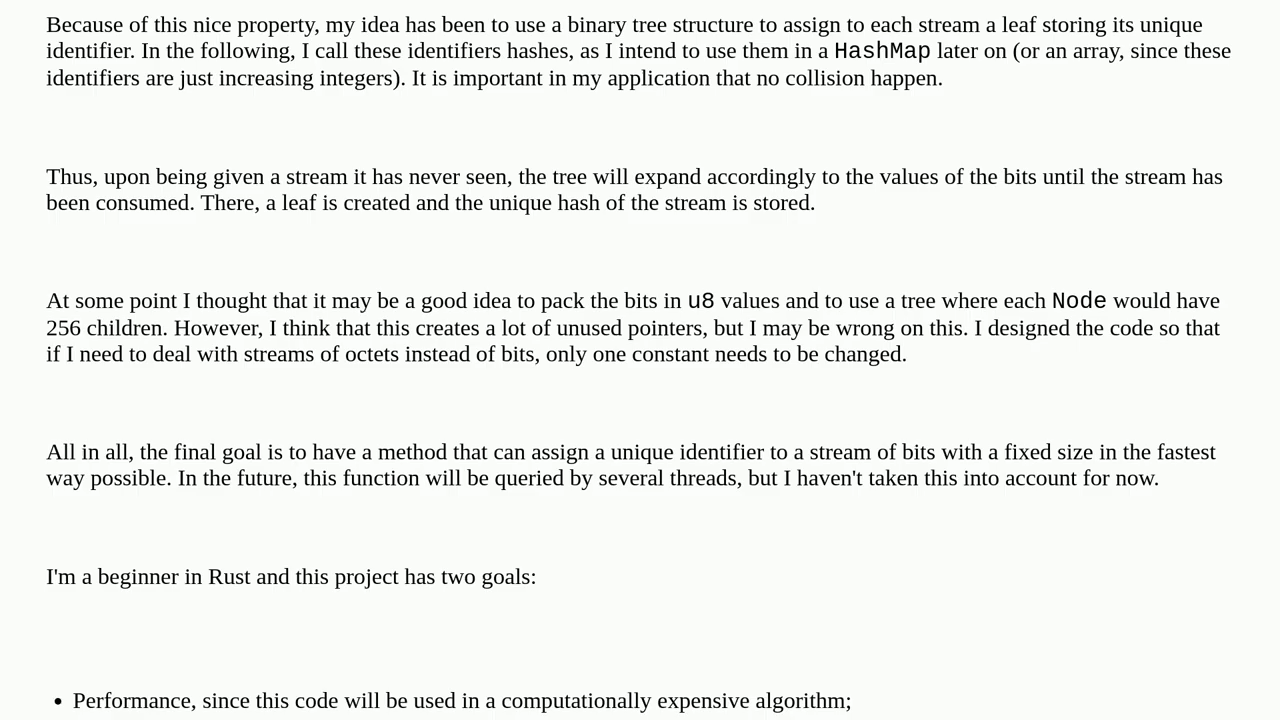 Because of this nice property, my idea has been to use a binary tree structure to assign to each stream a leaf storing its unique
identifier. In the following, I call these identifiers hashes, as I intend to use them in a HashMap later on (or an array, since these
identifiers are just increasing integers). It is important in my application that no collision happen.
Thus, upon being given a stream it has never seen, the tree will expand accordingly to the values of the bits until the stream has
been consumed. There, a leaf is created and the unique hash of the stream is stored.
At some point I thought that it may be a good idea to pack the bits in u8 values and to use a tree where each Node would have
256 children. However, I think that this creates a lot of unused pointers, but I may be wrong on this. I designed the code so that
if I need to deal with streams of octets instead of bits, only one constant needs to be changed.
All in all, the final goal is to have a method that can assign a unique identifier to a stream of bits with a fixed size in the fastest
way possible. In the future, this function will be queried by several threads, but I haven't taken this into account for now.
I'm a beginner in Rust and this project has two goals:
• Performance, since this code will be used in a computationally expensive algorithm;